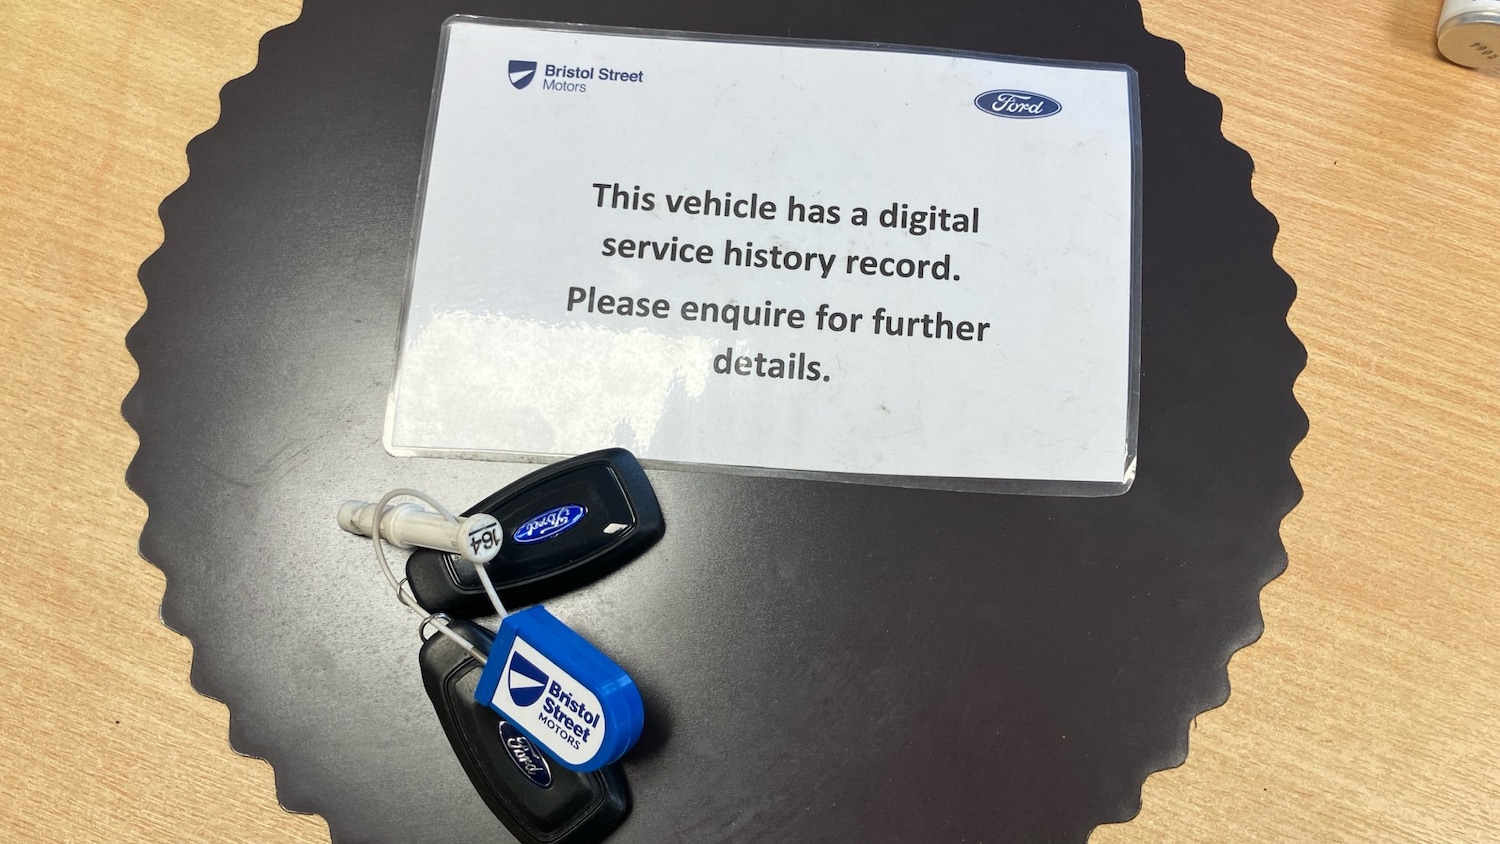 Bristol Street
Motors
Ford
This vehicle has a digital
service history record.
Please enquire for further
details.
164
Ford
Bristol
Street
MOTORS
Ford